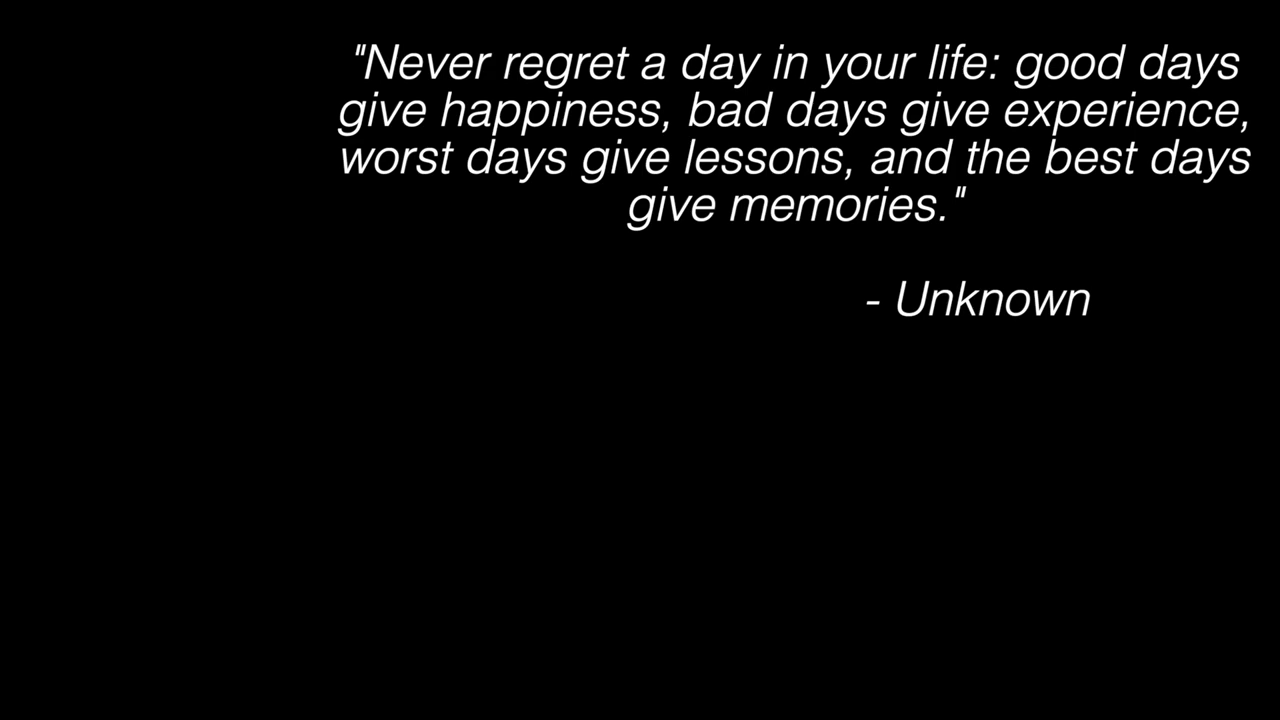 "Never regret a day in your life: good days
give happiness, bad days give experience,
worst days give lessons, and the best days
give memories."
- Unknown